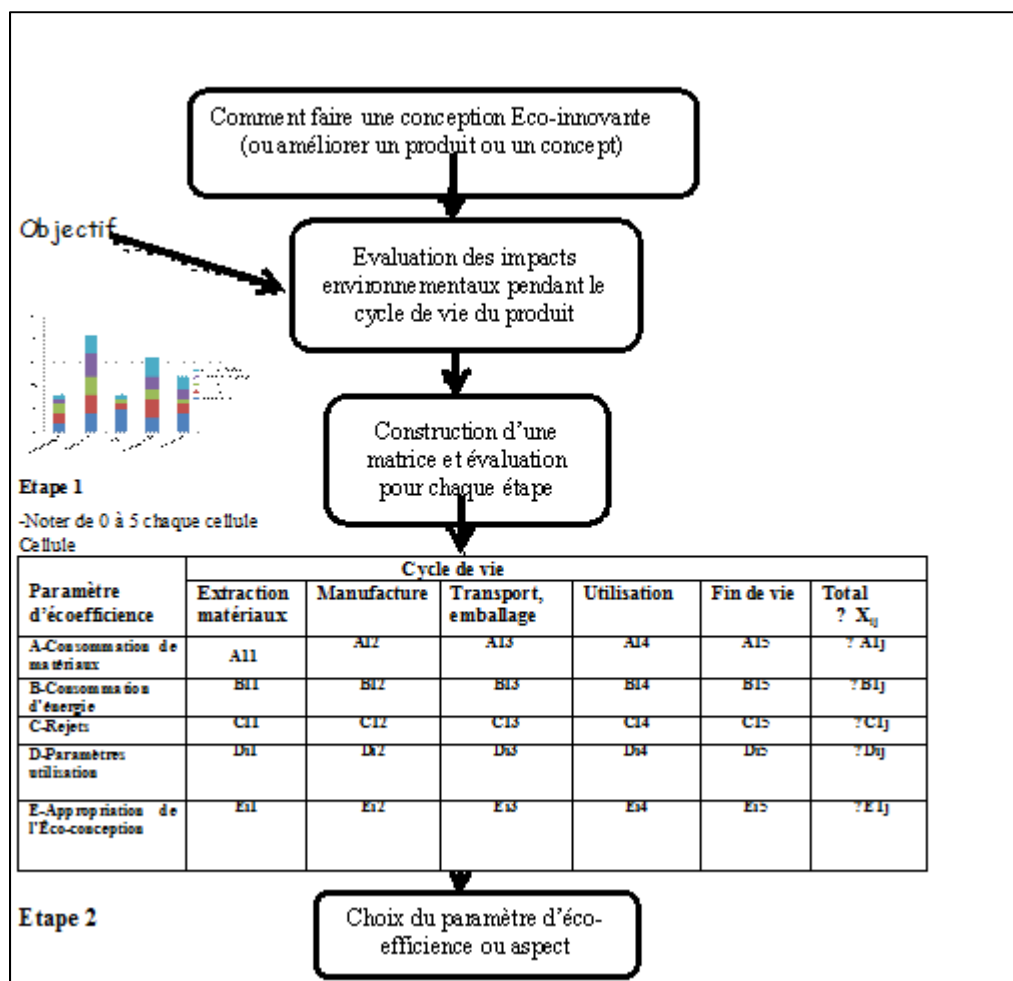 Comment faire une conception Eco-innovante
(ou améliorer un produit ou un concept)
Objectif
Evaluation des impacts
environnementaux pendant le
cycle de vie du produit
Construction d'une
matrice et évaluation
pour chaque étape
Etape 1
-Noter de 0 à 5 chaque cellule
Cellule
Cycle de vie
Paramètre d'écoefficience
Extraction matériaux
Manufacture
Transport, emballage
Utilisation
Fin de vie
Total ? Xij
A-Consommation de matériaux
A11 A12 A13 A14 A15 ? A1j
B-Consommation d'énergie
B11 B12 B13 B14 B15 ? B1j
C-Rejets
C11 C12 C13 C14 C15 ?C1j
D-Paramètres utilisation
Di1 Di2 Di3 Di4 Di5 ?Dij
E-Appropriation de l'Éco-conception
Ei1 Ei2 Ei3 Ei4 Ei5 ?E1j
Etape 2
Choix du paramètre d'éco-
efficience ou aspect